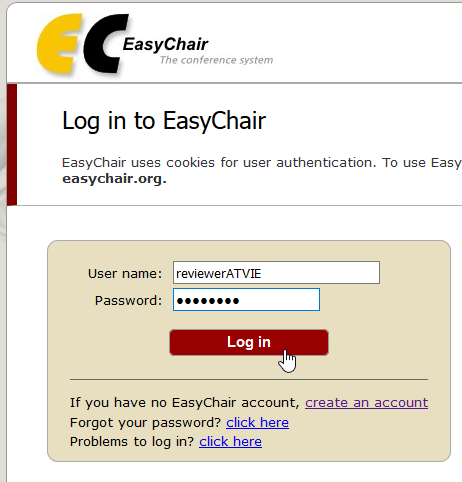 EC EasyChair
The conference system
Log in to EasyChair
EasyChair uses cookies for user authentication. To use Easy
easychair.org.
User name: reviewerATVIE
Password: ●●●●●●●●
Log in
If you have no EasyChair account, create an account
Forgot your password? click here
Problems to log in? click here